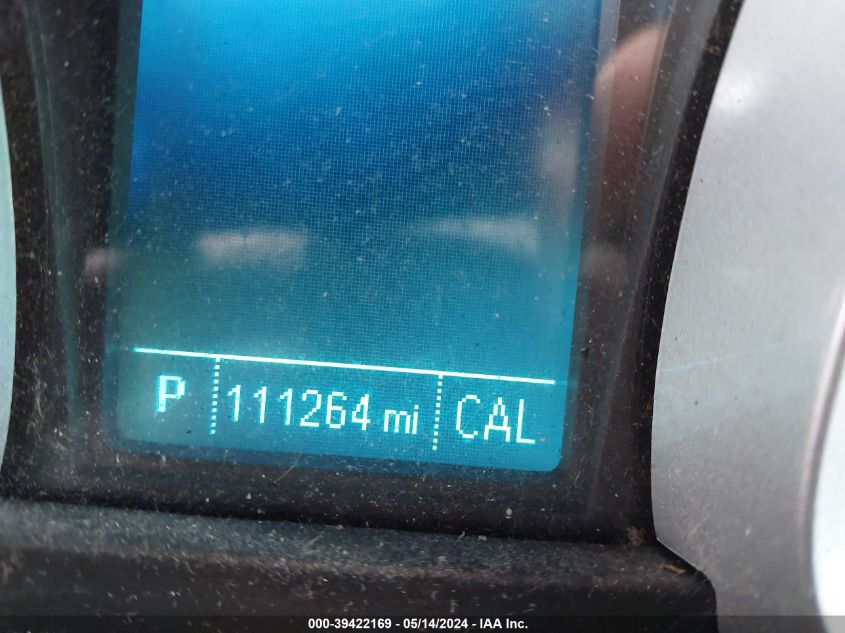 P 111264 mi CAL
000-39422169 - 05/14/2024 - IAA Inc.